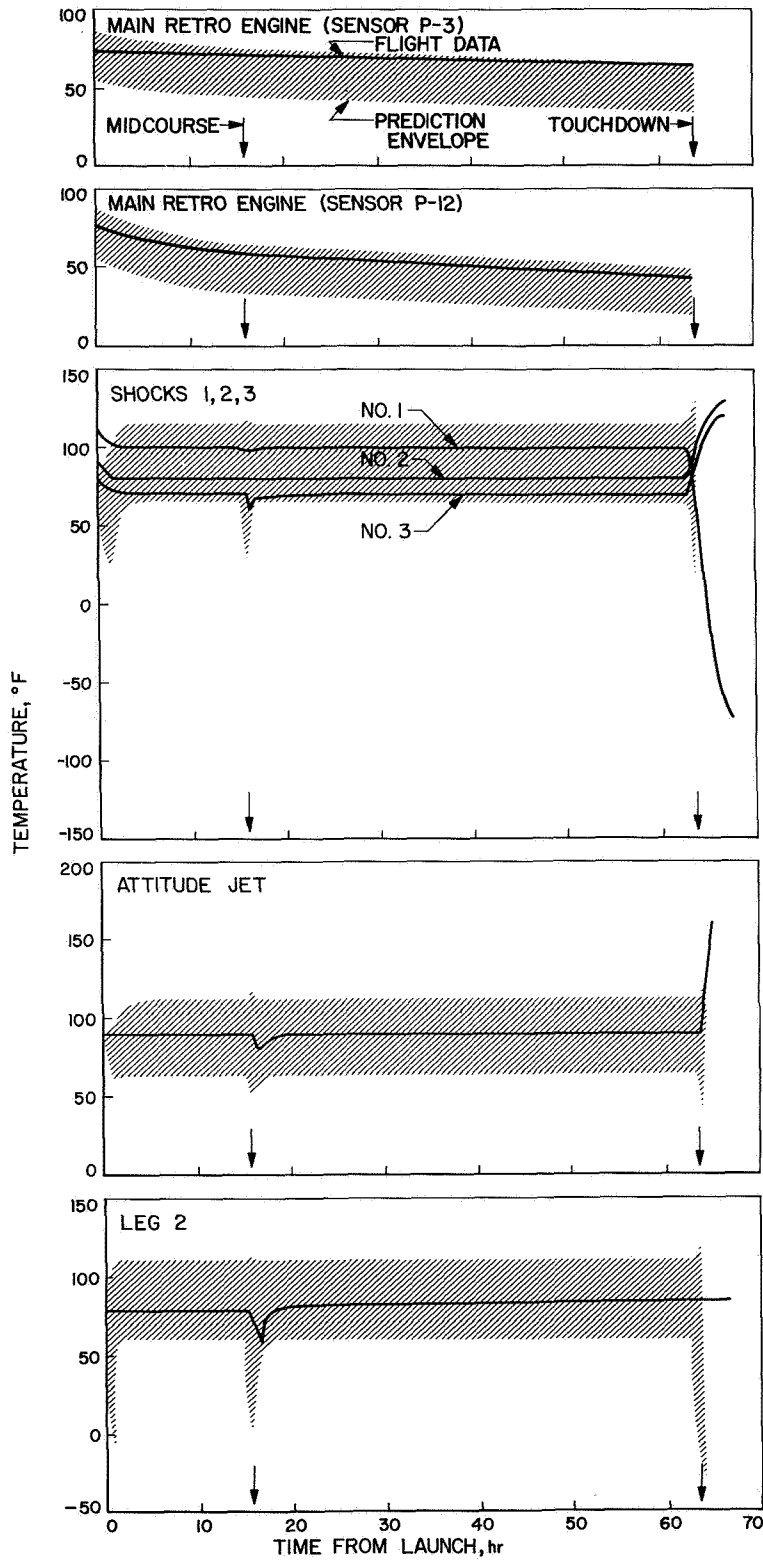 MAIN RETRO ENGINE (SENSOR P-3)
FLIGHT DATA
PREDICTION
ENVELOPE
MIDCOURSE
TOUCHDOWN
100
50
0
MAIN RETRO ENGINE (SENSOR P-12)
100
50
0
SHOCKS 1,2,3
NO. 1
NO. 2
NO. 3
150
100
50
0
-50
-100
-150
TEMPERATURE, °F
ATTITUDE JET
200
150
100
50
0
LEG 2
150
100
50
0
-50
0 10 20 30 40 50 60 70
TIME FROM LAUNCH, hr